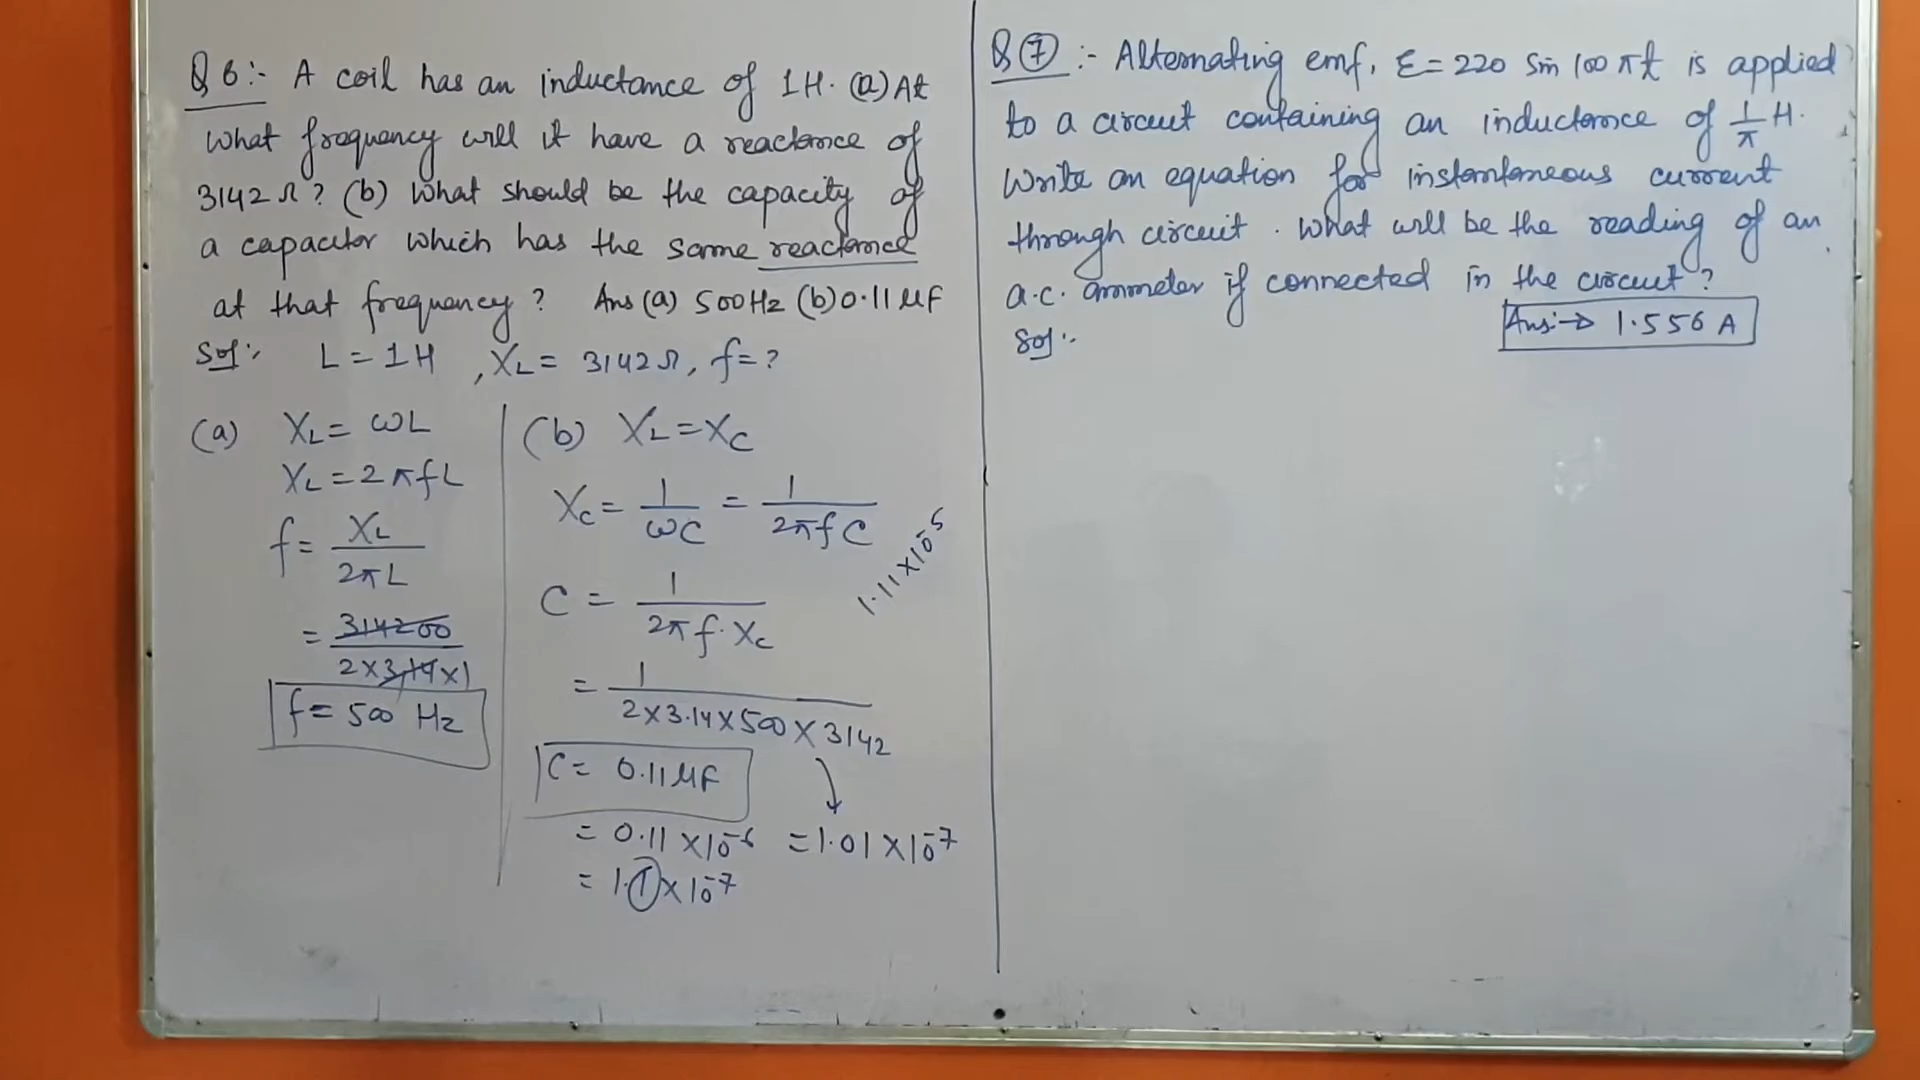 Q 6:- A coil has an inductance of 1H. (a) At
What frequency will it have a reactance of
3142 Ω? (b) What should be the capacity of
a capacitor which has the same reactance
at that frequency? Ans (a) 500Hz (b) 0.11 μF
Sol:- L = 1H , XL = 3142 Ω, f = ?
(a) XL = ωL
XL = 2πfL
f = XL / 2πL
= 314200 / 2×3.14×1
f = 500 Hz
(b) XL = XC
Xc = 1/ωC = 1/2πfC
C = 1 / 2πf.Xc
= 1 / 2×3.14×500×3142
1.11×10⁻⁵
C = 0.11 μF
= 0.11 ×10⁻⁶ = 1.01 ×10⁻⁷
= 1.1×10⁻⁷
Q 7 :- Alternating emf, ε = 220 Sin 100 πt is applied
to a circuit containing an inductance of 1/π H.
Write an equation for instantaneous current
through circuit. What will be the reading of an
a.c. ammeter if connected in the circuit?
Ans:→ 1.556 A
Sol:-